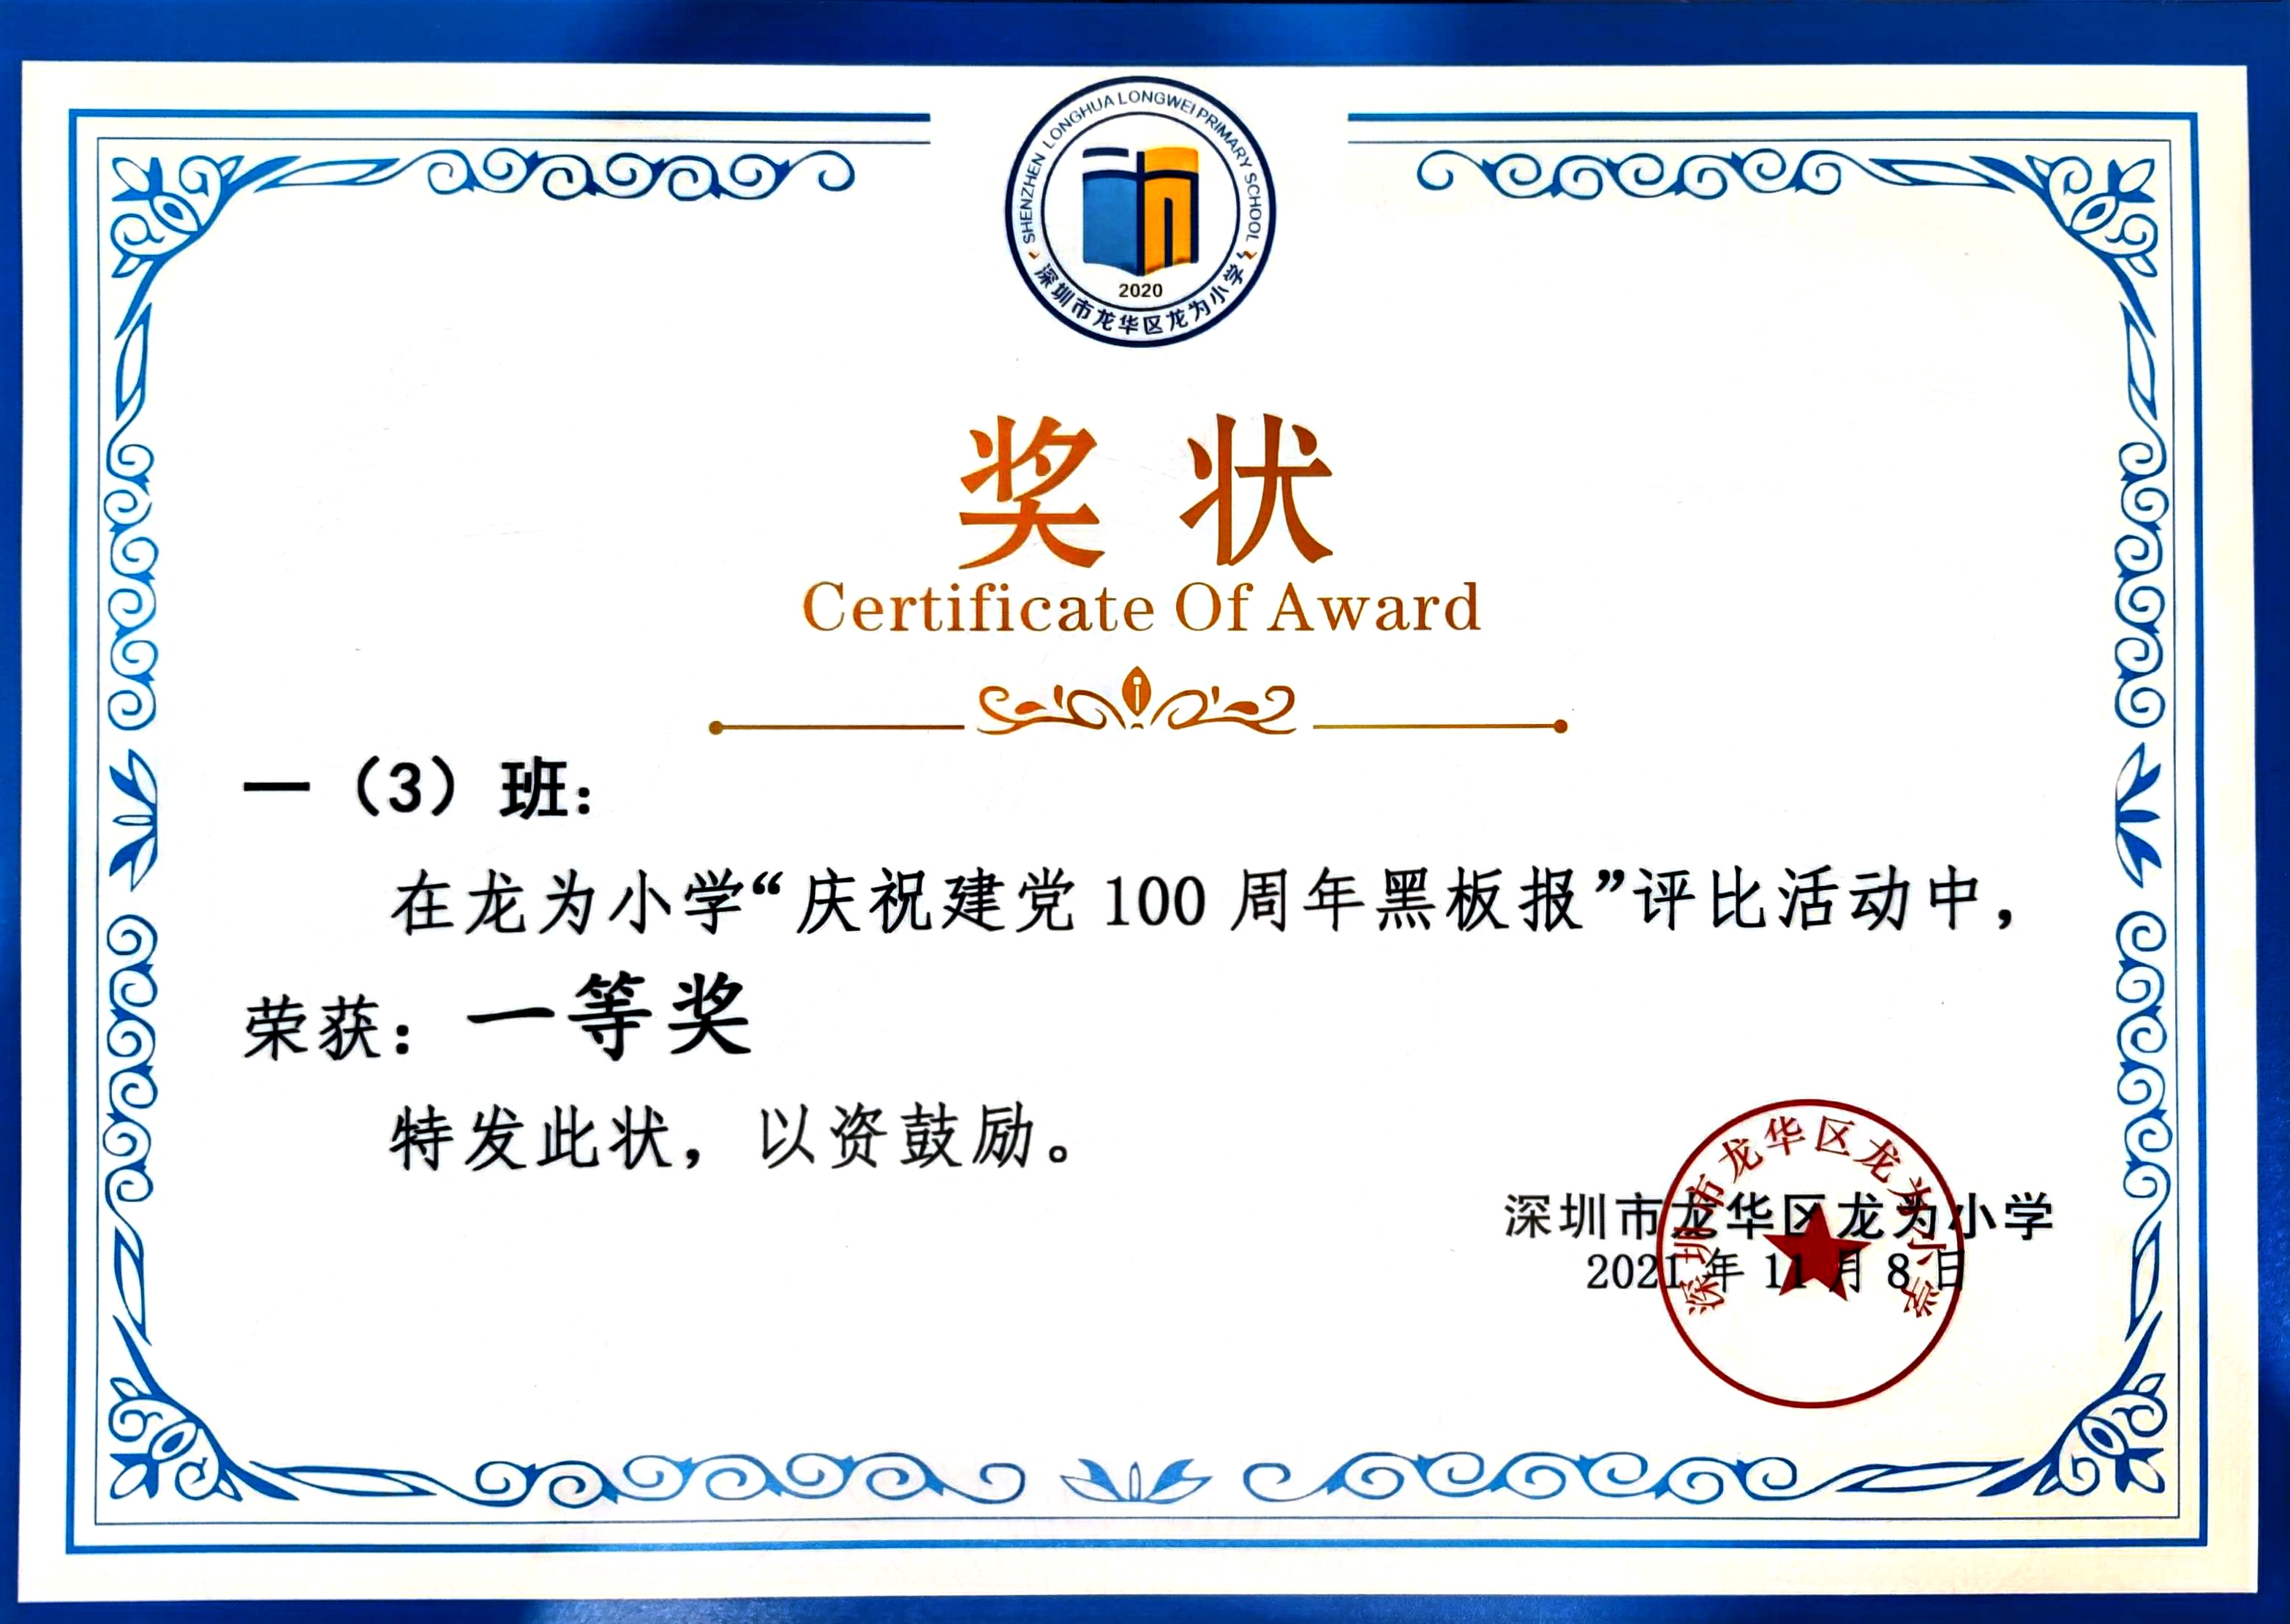 SHENZHEN LONGHUA LONGWEI PRIMARY SCHOOL
2020
深圳市龙华区龙为小学
奖状
Certificate Of Award
一（3）班：
在龙为小学“庆祝建党 100 周年黑板报”评比活动中，
荣获：一等奖
特发此状，以资鼓励。
深圳市龙华区龙为小学
深圳市龙华区龙为小学
2021 年 11 月 8 日